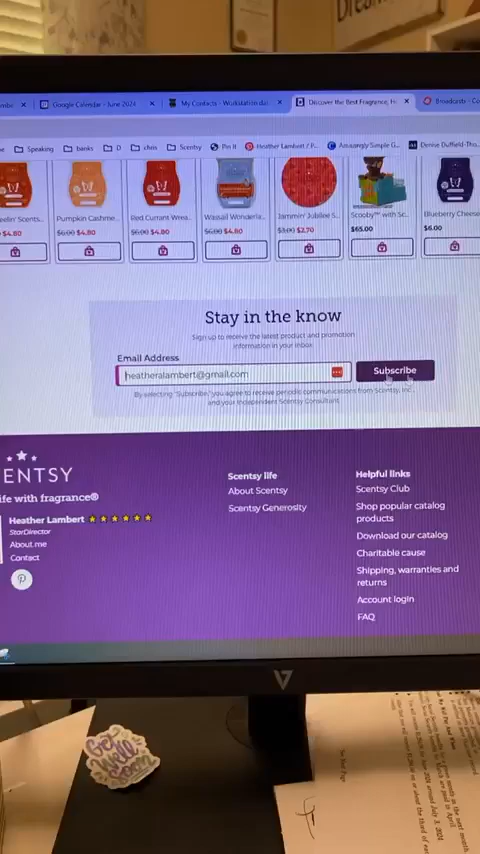 Google Calendar - June 2024
My Contacts - Workstation dai
Discover the Best Fragrance, H
Broadcasts - Co
Speaking
banks
D
chris
Scentsy
Pin It
Heather Lambert / P...
Amazingly Simple G...
Denise Duffield-Tho...
Scents...
Pumpkin Cashme...
Red Currant Wrea...
Wassail Wonderla...
Jammin' Jubilee S...
Scooby™ with Sc...
Blueberry Cheese
$4.80
$6.00 $4.80
$6.00 $4.80
$6.00 $4.80
$3.00 $2.70
$65.00
$6.00
Stay in the know
Sign up to receive the latest product and promotion
information in your inbox
Email Address
heatheralambert@gmail.com
Subscribe
By selecting "Subscribe," you agree to receive periodic communications from Scentsy, Inc.,
and your Independent Scentsy Consultant.
ENTSY
ife with fragrance®
Heather Lambert
StarDirector
About me
Contact
Scentsy life
About Scentsy
Scentsy Generosity
Helpful links
Scentsy Club
Shop popular catalog
products
Download our catalog
Charitable cause
Shipping, warranties and
returns
Account login
FAQ
Get
Well
Soon